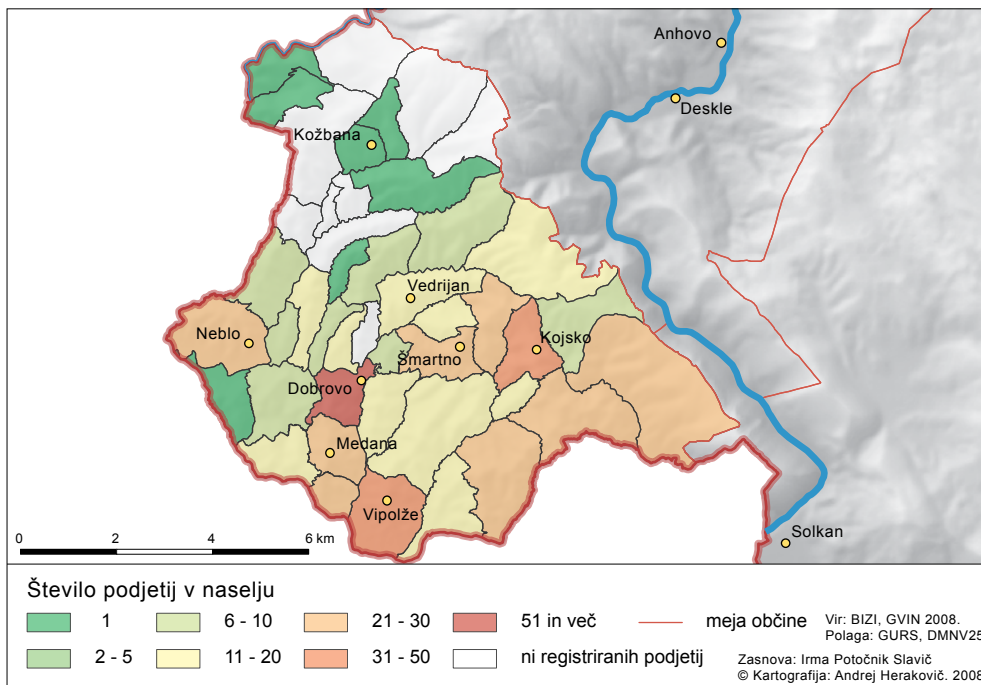 Anhovo
Deskle
Kožbana
Vedrijan
Neblo
Šmartno
Kojsko
Dobrovo
Medana
Vipolže
Solkan
0 2 4 6 km
Število podjetij v naselju
1
6 - 10
21 - 30
51 in več
meja občine
2 - 5
11 - 20
31 - 50
ni registriranih podjetij
Vir: BIZI, GVIN 2008.
Polaga: GURS, DMNV25
Zasnova: Irma Potočnik Slavič
© Kartografija: Andrej Herakovič. 2008